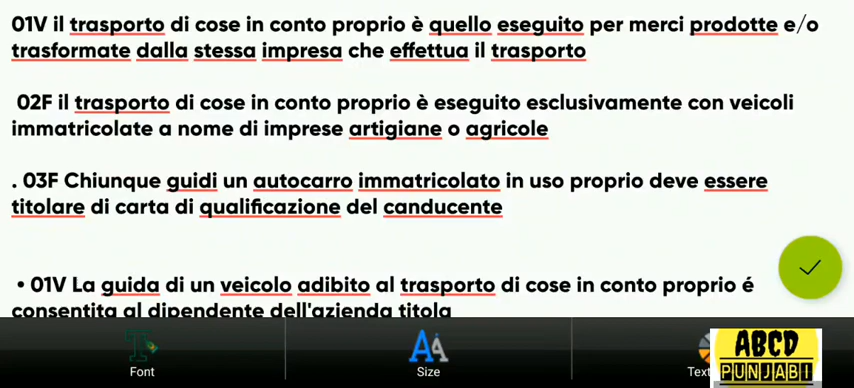 01V il trasporto di cose in conto proprio è quello eseguito per merci prodotte e/o
trasformate dalla stessa impresa che effettua il trasporto
02F il trasporto di cose in conto proprio è eseguito esclusivamente con veicoli
immatricolate a nome di imprese artigiane o agricole
. 03F Chiunque guidi un autocarro immatricolato in uso proprio deve essere
titolare di carta di qualificazione del canducente
• 01V La guida di un veicolo adibito al trasporto di cose in conto proprio é
consentita al dipendente dell'azienda titola
Font
Size
Text
ABCD
PUNJABI